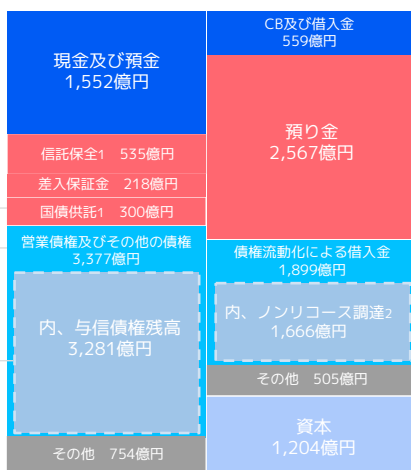 現金及び預金
1,552億円
信託保全1 535億円
差入保証金 218億円
国債供託1 300億円
営業債権及びその他の債権
3,377億円
内、与信債権残高
3,281億円
その他 754億円
CB及び借入金
559億円
預り金
2,567億円
債権流動化による借入金
1,899億円
内、ノンリコース調達2
1,666億円
その他 505億円
資本
1,204億円